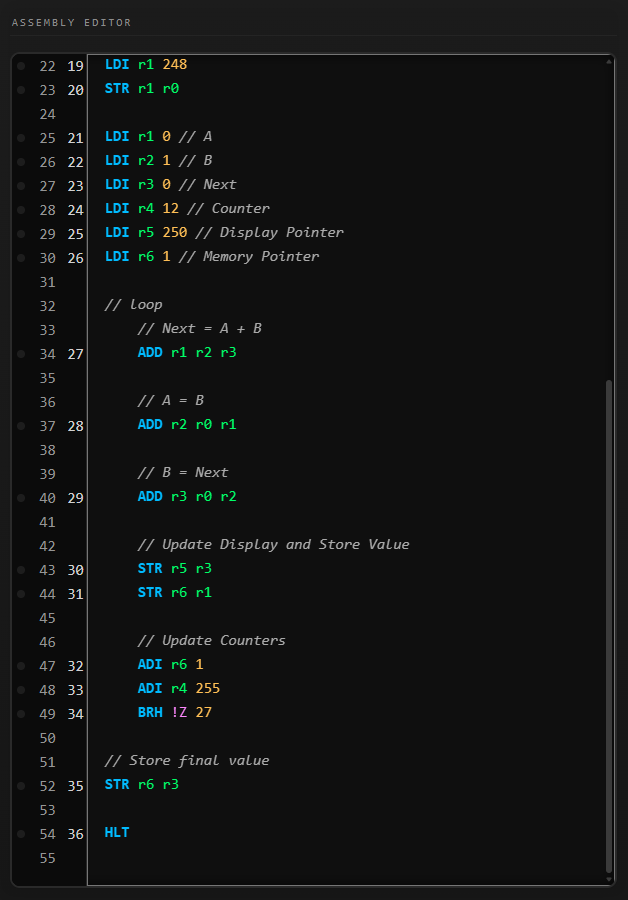 ASSEMBLY EDITOR
22 19 LDI r1 248
23 20 STR r1 r0
24
25 21 LDI r1 0 // A
26 22 LDI r2 1 // B
27 23 LDI r3 0 // Next
28 24 LDI r4 12 // Counter
29 25 LDI r5 250 // Display Pointer
30 26 LDI r6 1 // Memory Pointer
31
32 // loop
33 // Next = A + B
34 27 ADD r1 r2 r3
35
36 // A = B
37 28 ADD r2 r0 r1
38
39 // B = Next
40 29 ADD r3 r0 r2
41
42 // Update Display and Store Value
43 30 STR r5 r3
44 31 STR r6 r1
45
46 // Update Counters
47 32 ADI r6 1
48 33 ADI r4 255
49 34 BRH !Z 27
50
51 // Store final value
52 35 STR r6 r3
53
54 36 HLT
55